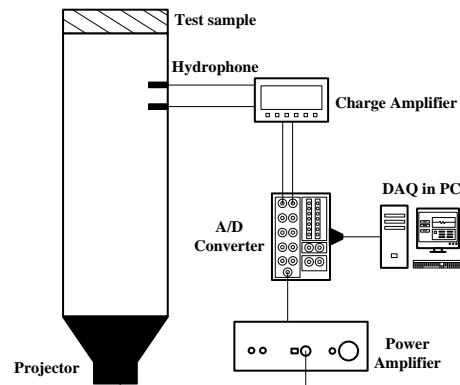 Test sample
Hydrophone
Charge Amplifier
DAQ in PC
A/D
Converter
Power
Amplifier
Projector